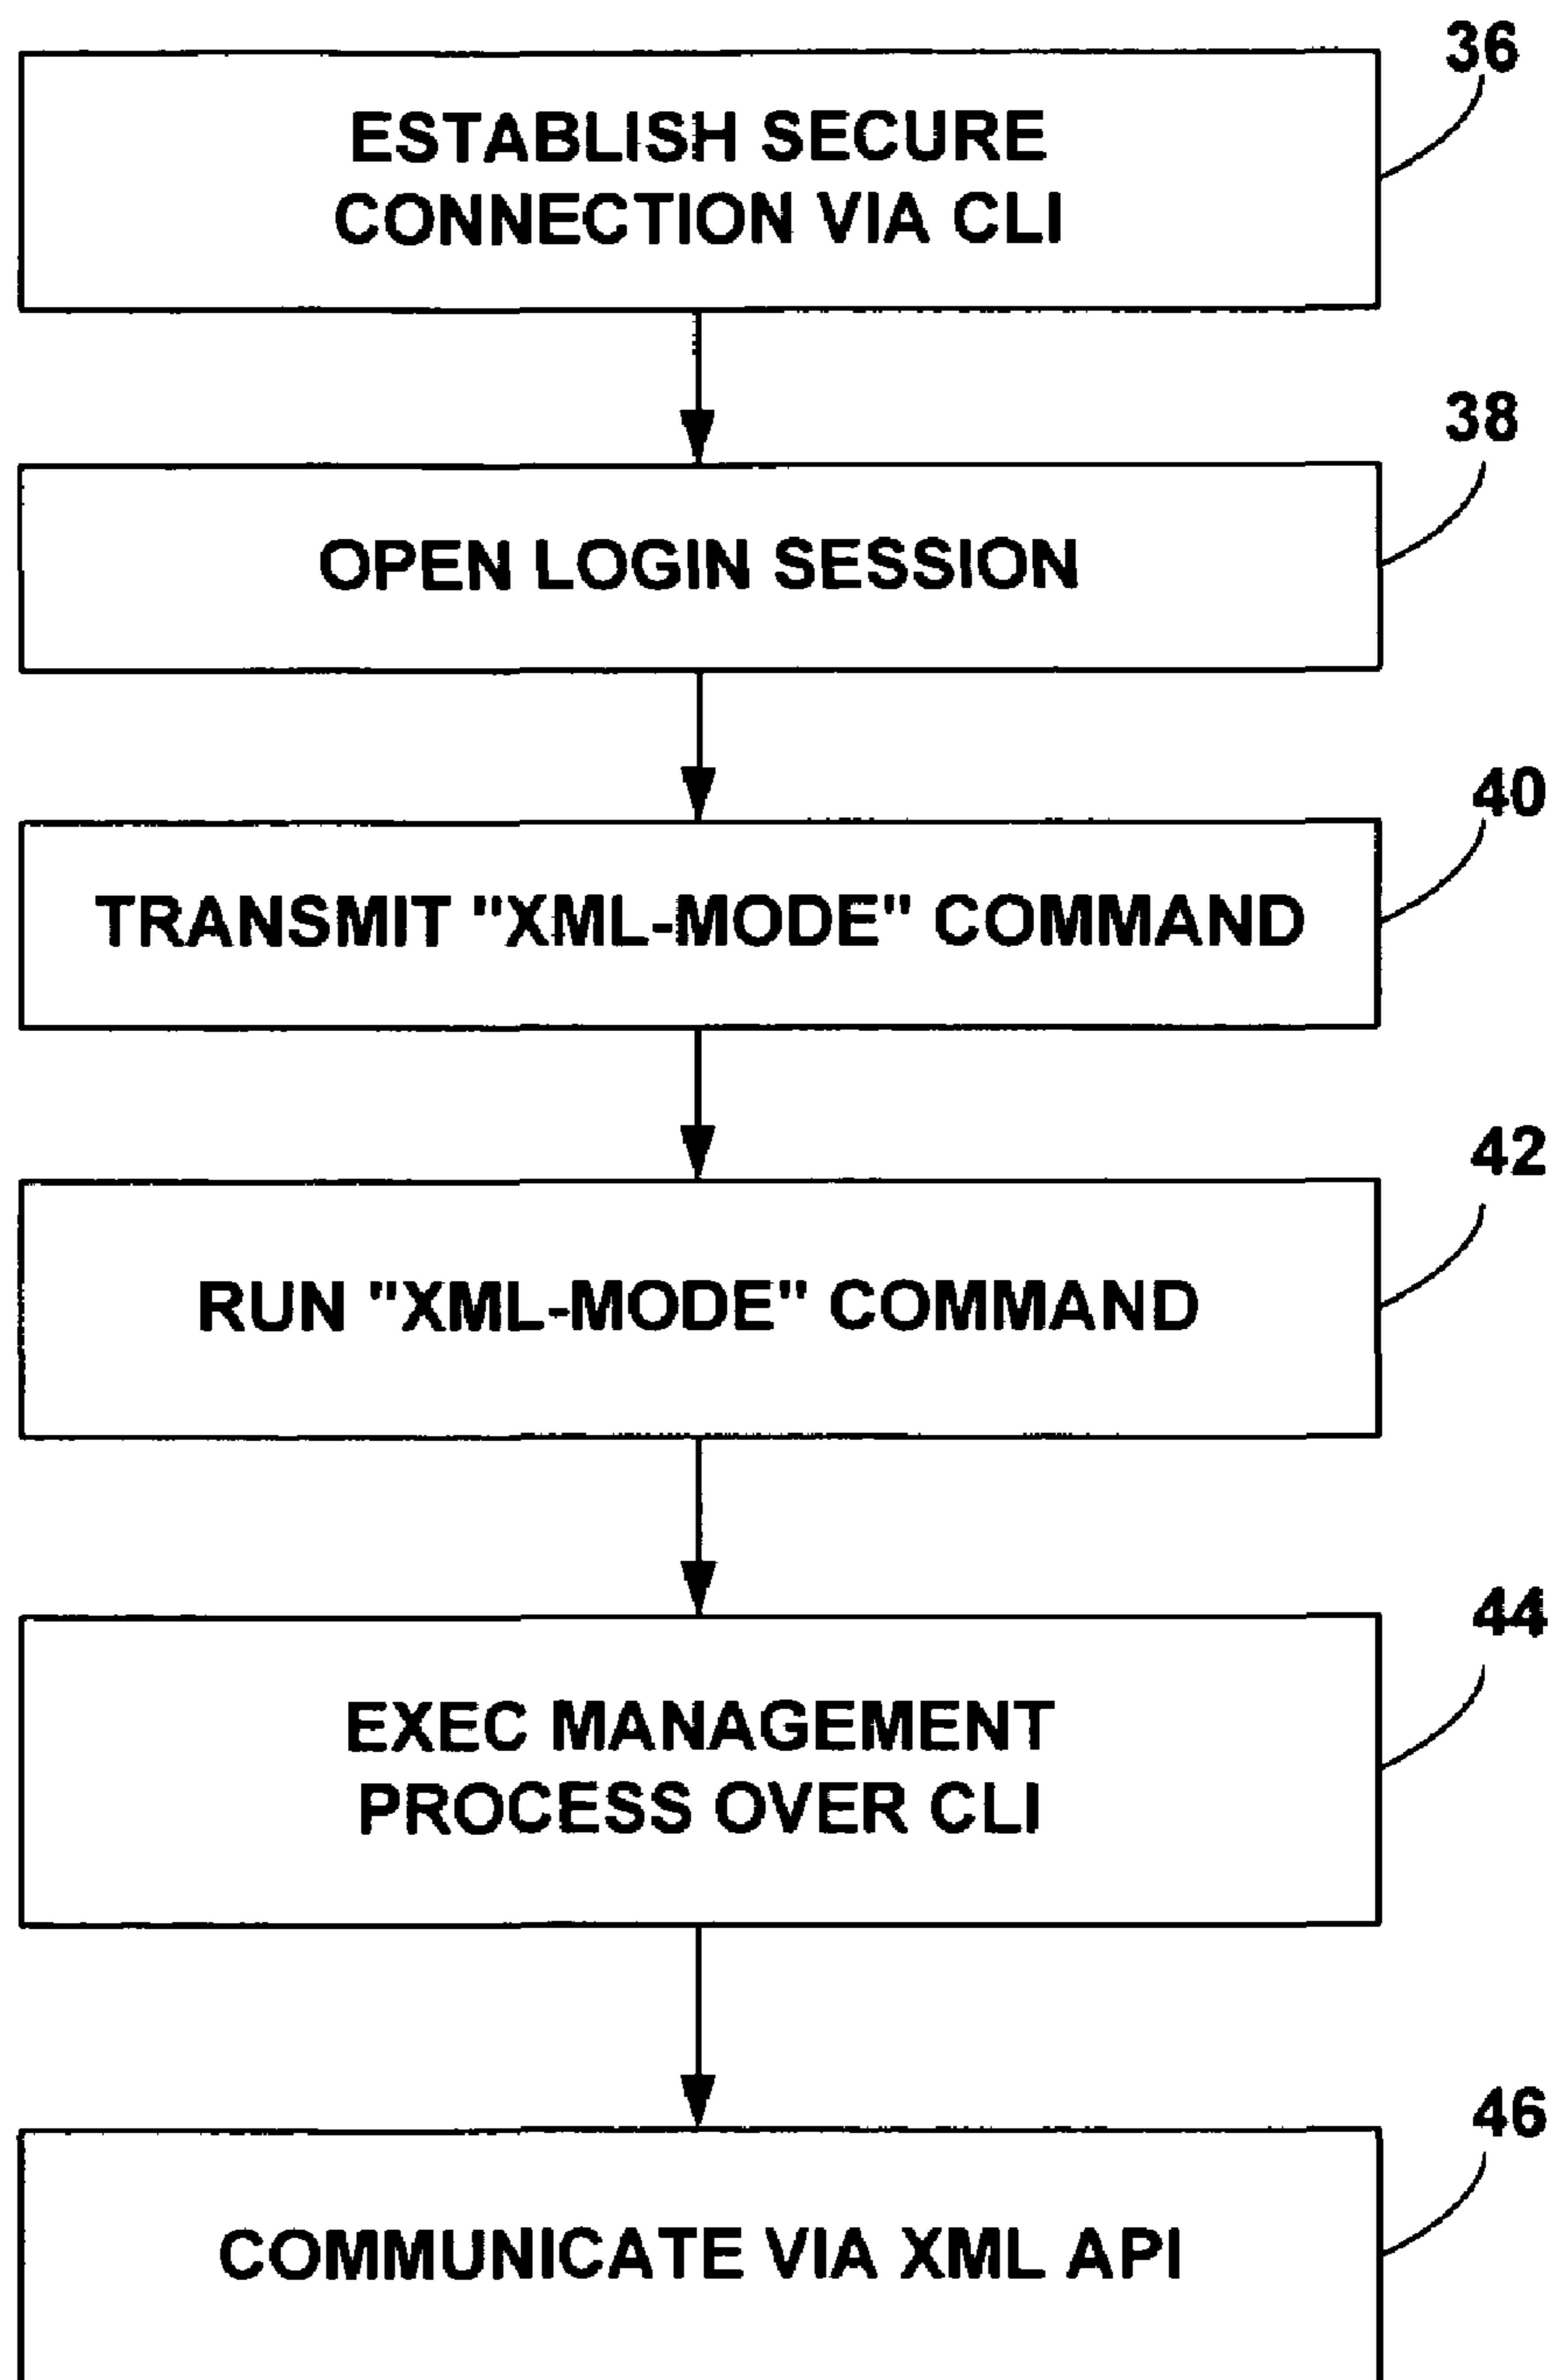 36
ESTABLISH SECURE
CONNECTION VIA CLI
38
OPEN LOGIN SESSION
40
TRANSMIT "XML-MODE" COMMAND
42
RUN "XML-MODE" COMMAND
44
EXEC MANAGEMENT
PROCESS OVER CLI
46
COMMUNICATE VIA XML API